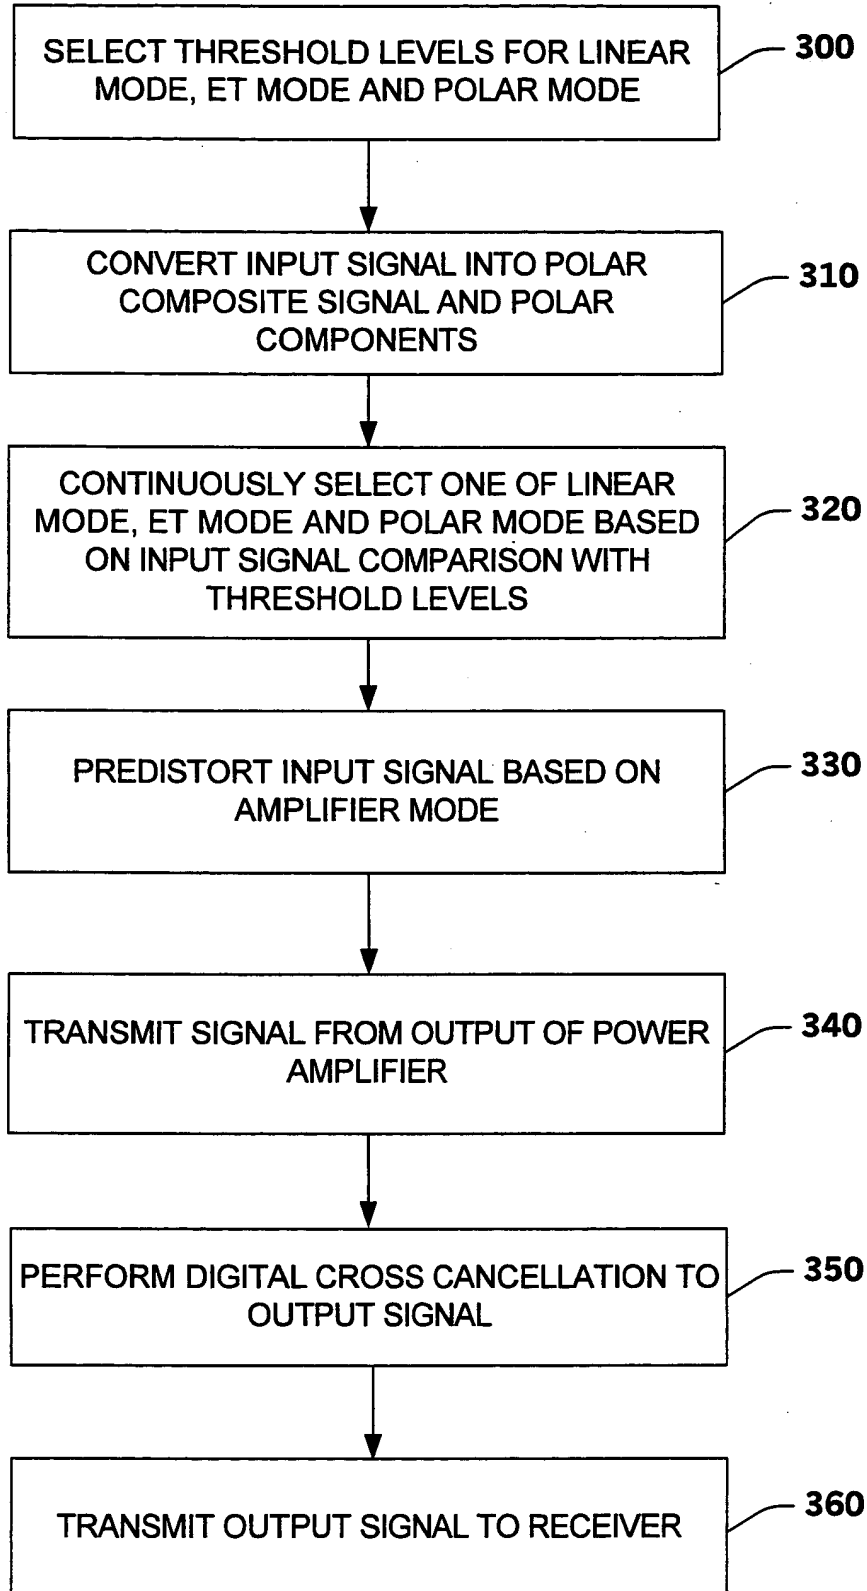 SELECT THRESHOLD LEVELS FOR LINEAR
MODE, ET MODE AND POLAR MODE
300
CONVERT INPUT SIGNAL INTO POLAR
COMPOSITE SIGNAL AND POLAR
COMPONENTS
310
CONTINUOUSLY SELECT ONE OF LINEAR
MODE, ET MODE AND POLAR MODE BASED
ON INPUT SIGNAL COMPARISON WITH
THRESHOLD LEVELS
320
PREDISTORT INPUT SIGNAL BASED ON
AMPLIFIER MODE
330
TRANSMIT SIGNAL FROM OUTPUT OF POWER
AMPLIFIER
340
PERFORM DIGITAL CROSS CANCELLATION TO
OUTPUT SIGNAL
350
TRANSMIT OUTPUT SIGNAL TO RECEIVER
360